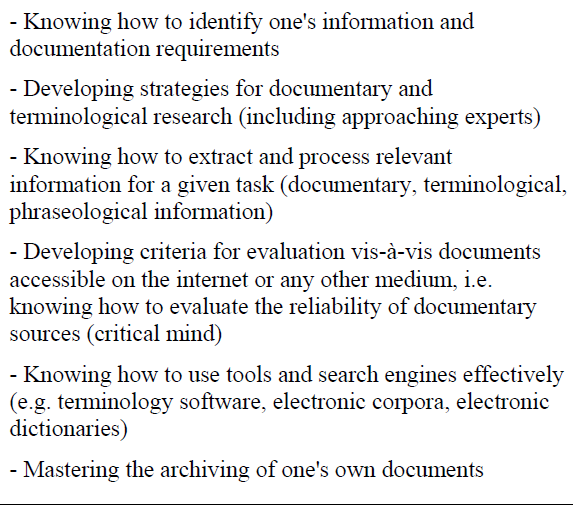 - Knowing how to identify one's information and
documentation requirements
- Developing strategies for documentary and
terminological research (including approaching experts)
- Knowing how to extract and process relevant
information for a given task (documentary, terminological,
phraseological information)
- Developing criteria for evaluation vis-à-vis documents
accessible on the internet or any other medium, i.e.
knowing how to evaluate the reliability of documentary
sources (critical mind)
- Knowing how to use tools and search engines effectively
(e.g. terminology software, electronic corpora, electronic
dictionaries)
- Mastering the archiving of one's own documents